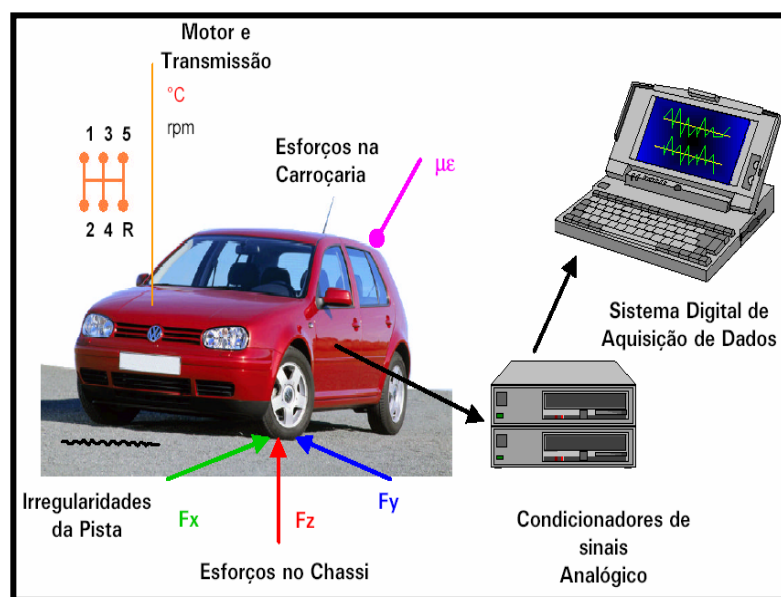 Motor e
Transmissão
°C
rpm
1 3 5
2 4 R
Esforços na
Carroçaria
µε
Sistema Digital de
Aquisição de Dados
Irregularidades
da Pista
Fx
Fz
Fy
Esforços no Chassi
Condicionadores de
sinais
Analógico